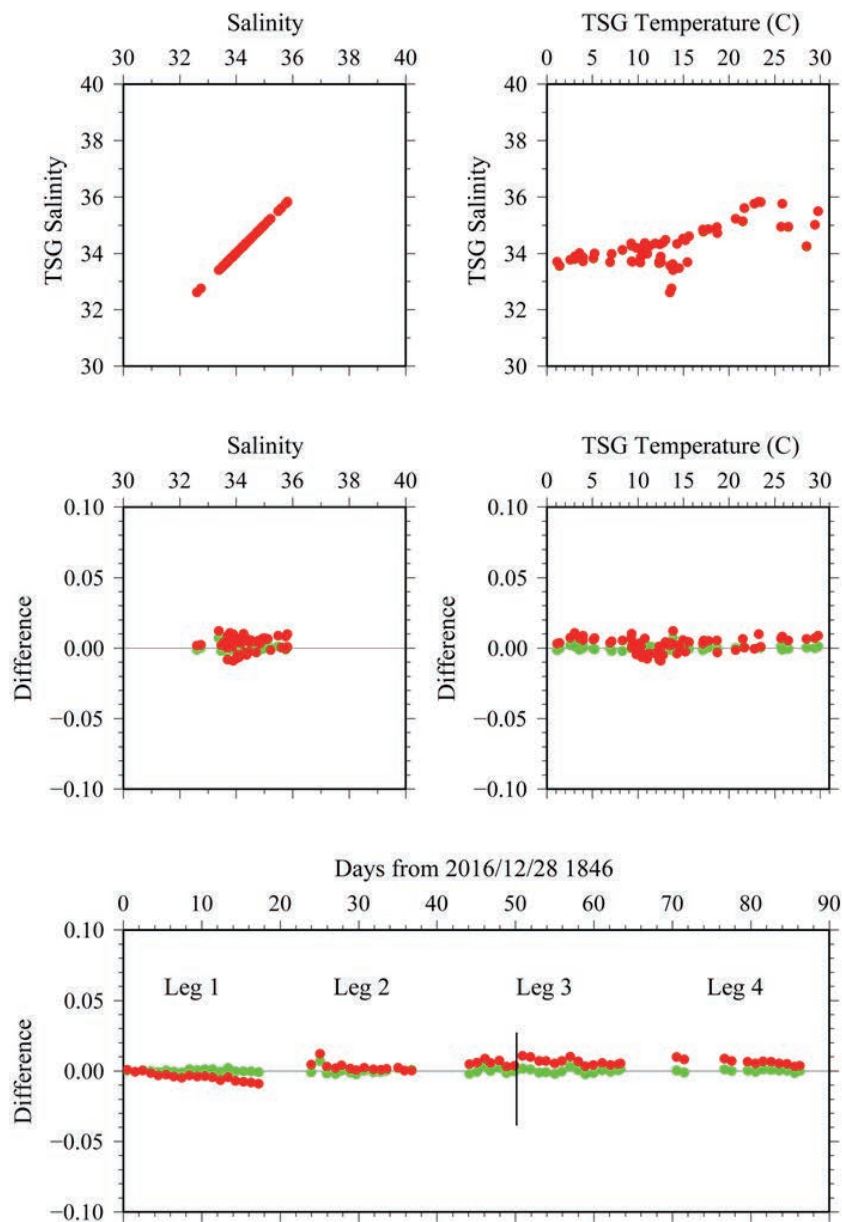 Salinity TSG Temperature (C)
30 32 34 36 38 40 0 5 10 15 20 25 30
40 40
38 38
36 36
34 34
32 32
30 30
TSG Salinity TSG Salinity
Salinity TSG Temperature (C)
30 32 34 36 38 40 0 5 10 15 20 25 30
0.10 0.10
0.05 0.05
0.00 0.00
−0.05 −0.05
−0.10 −0.10
Difference Difference
Days from 2016/12/28 1846
0 10 20 30 40 50 60 70 80 90
0.10
Leg 1 Leg 2 Leg 3 Leg 4
0.05
0.00
−0.05
−0.10
Difference